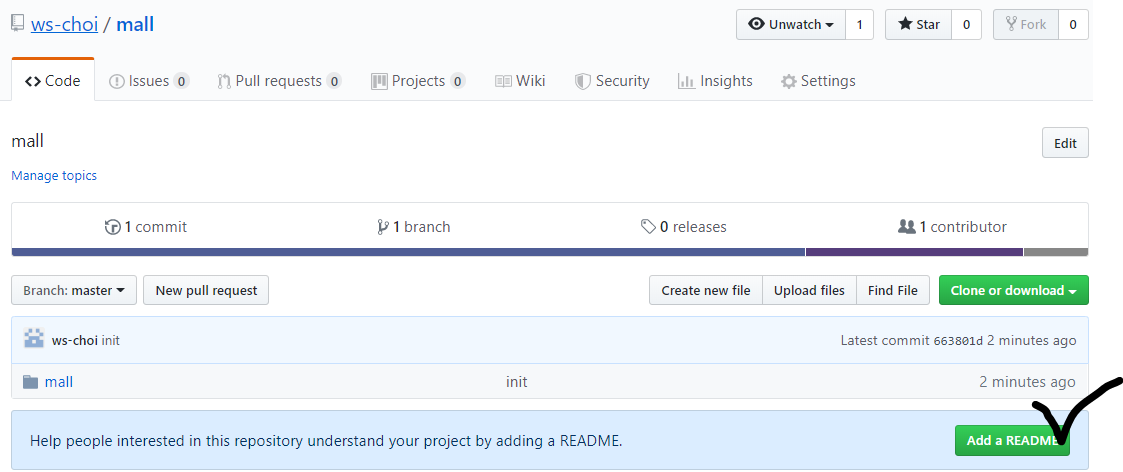 ws-choi / mall Unwatch 1 Star 0 Fork 0
Code Issues 0 Pull requests 0 Projects 0 Wiki Security Insights Settings
mall Edit
Manage topics
1 commit 1 branch 0 releases 1 contributor
Branch: master New pull request Create new file Upload files Find File Clone or download
ws-choi init Latest commit 663801d 2 minutes ago
mall init 2 minutes ago
Help people interested in this repository understand your project by adding a README. Add a README